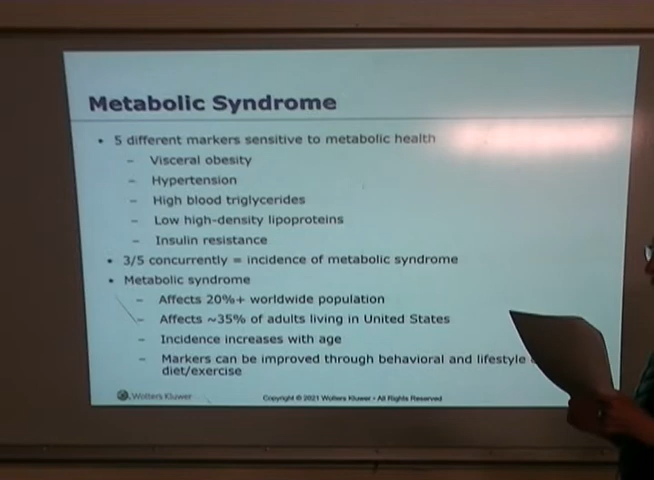 Metabolic Syndrome
• 5 different markers sensitive to metabolic health
– Visceral obesity
– Hypertension
– High blood triglycerides
– Low high-density lipoproteins
– Insulin resistance
• 3/5 concurrently = incidence of metabolic syndrome
• Metabolic syndrome
– Affects 20%+ worldwide population
– Affects ~35% of adults living in United States
– Incidence increases with age
– Markers can be improved through behavioral and lifestyle
diet/exercise
Wolters Kluwer
Copyright © 2021 Wolters Kluwer • All Rights Reserved